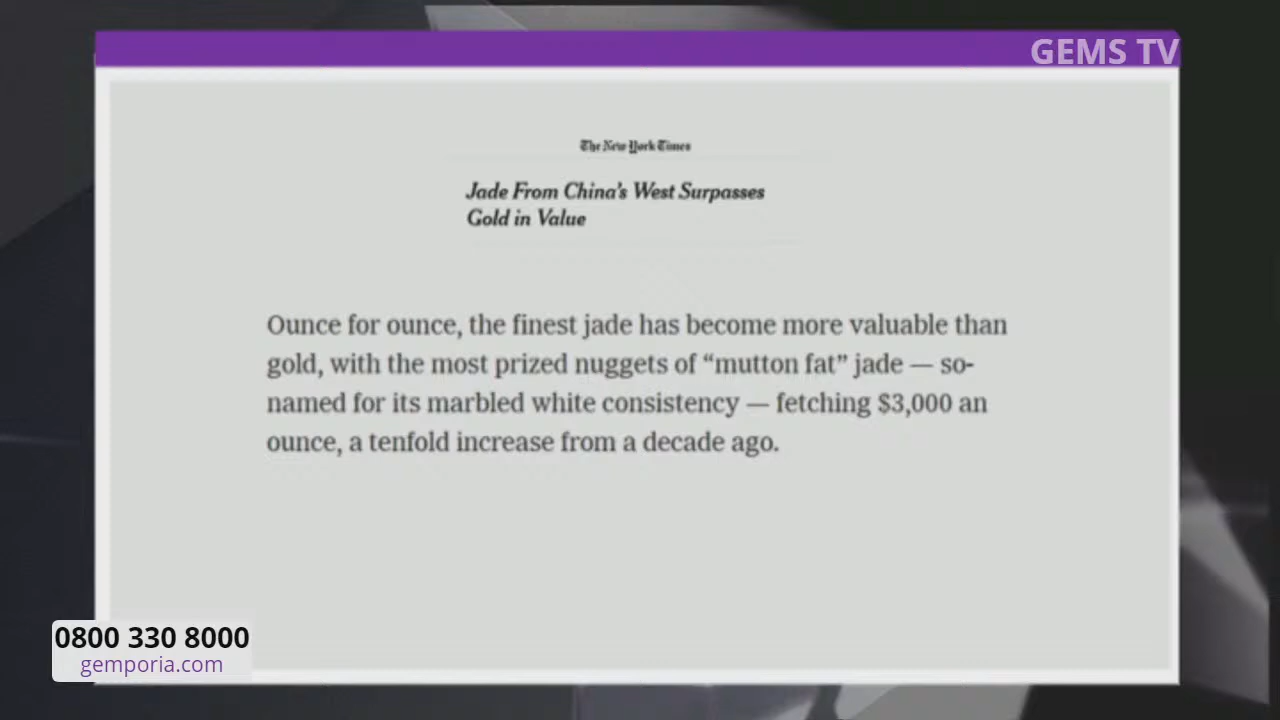 GEMS TV
The New York Times
Jade From China's West Surpasses
Gold in Value
Ounce for ounce, the finest jade has become more valuable than
gold, with the most prized nuggets of “mutton fat” jade — so-
named for its marbled white consistency — fetching $3,000 an
ounce, a tenfold increase from a decade ago.
0800 330 8000
gemporia.com